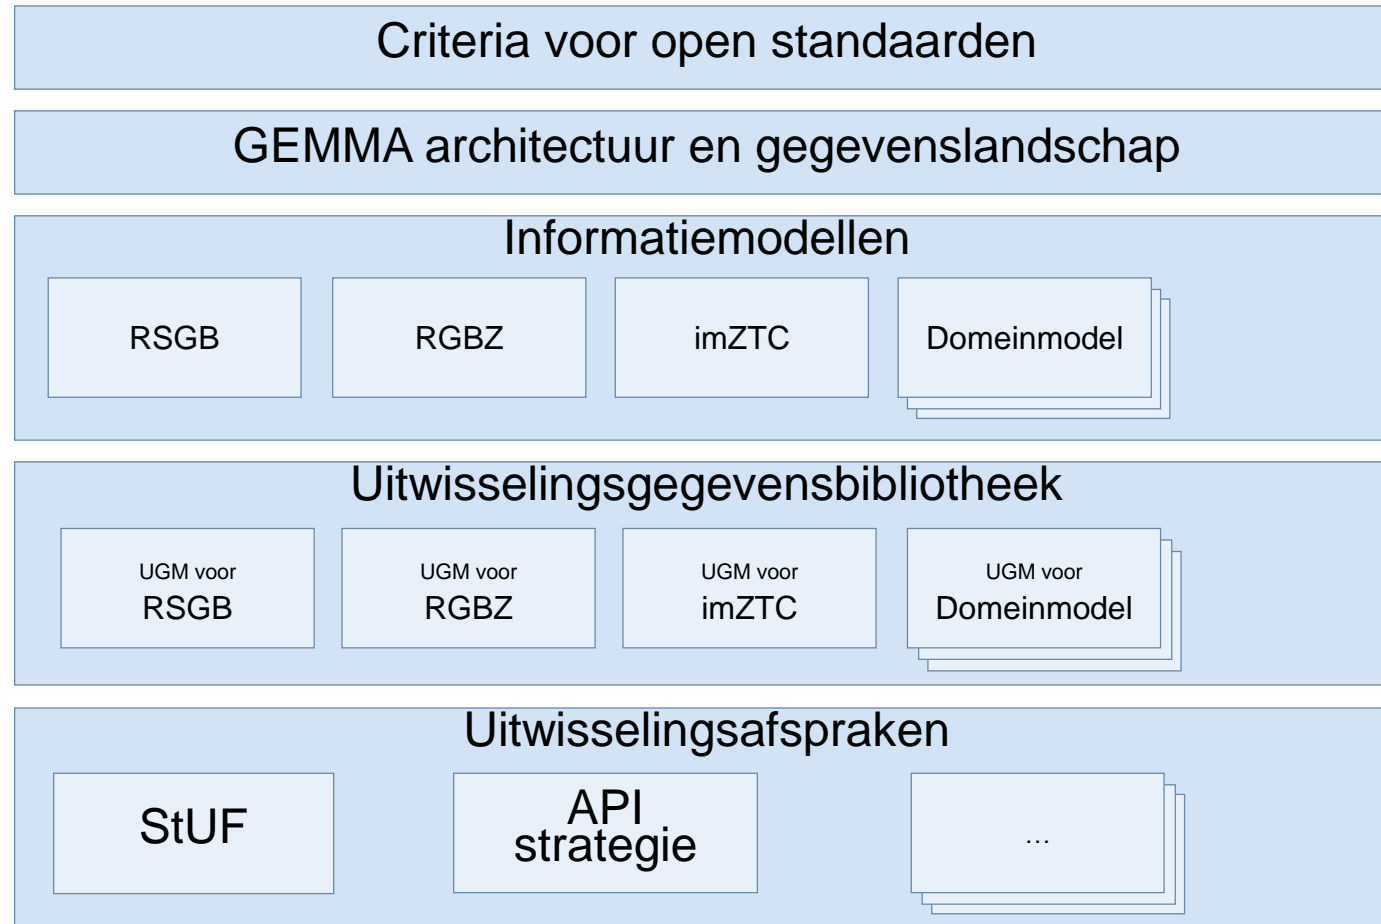 Criteria voor open standaarden
GEMMA architectuur en gegevenslandschap
Informatiemodellen
RSGB
RGBZ
imZTC
Domeinmodel
Uitwisselingsgegevensbibliotheek
UGM voor
RSGB
UGM voor
RGBZ
UGM voor
imZTC
UGM voor
Domeinmodel
Uitwisselingsafspraken
StUF
API
strategie
...